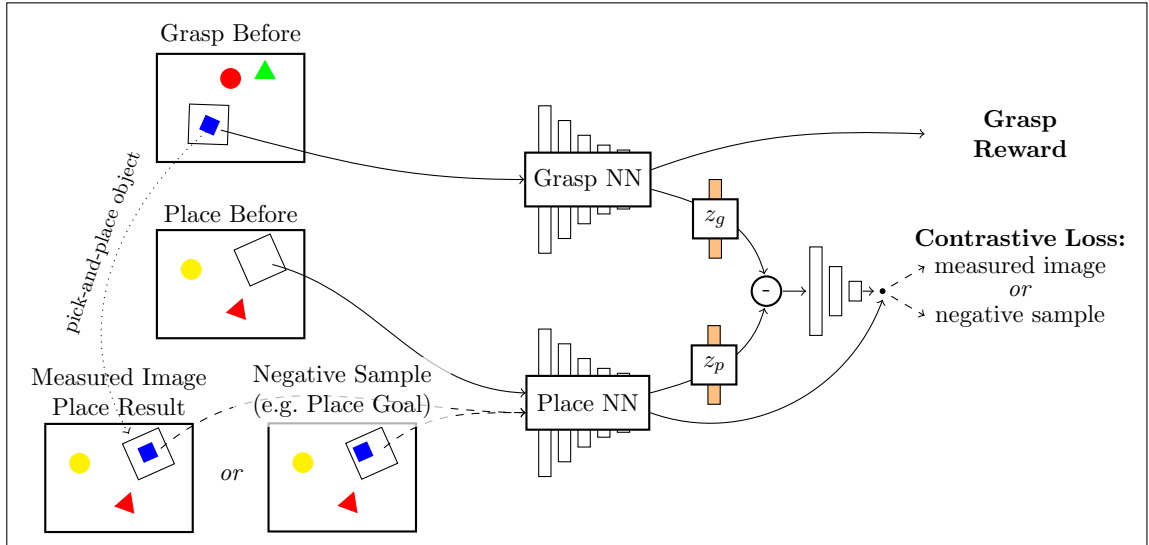 Grasp Before
pick-and-place object
Place Before
Measured Image
Place Result
or
Negative Sample
(e.g. Place Goal)
Grasp NN
Place NN
z_g
z_p
-
Grasp
Reward
Contrastive Loss:
measured image
or
negative sample